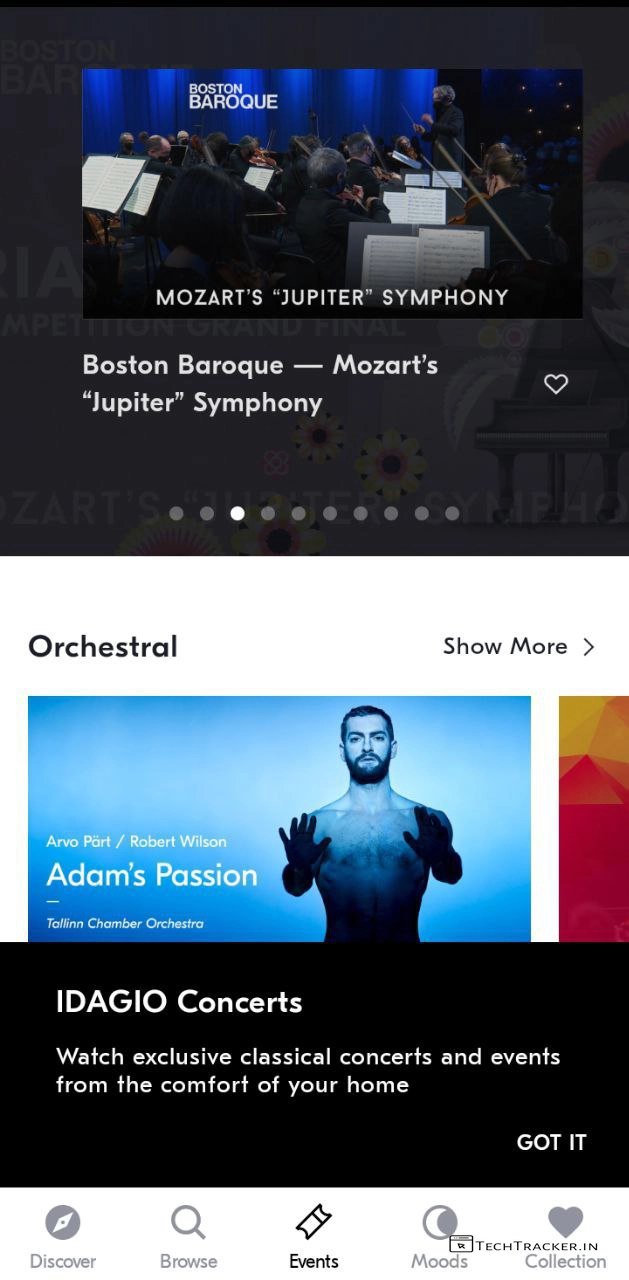 BOSTON
BAROQUE
MOZART’S “JUPITER” SYMPHONY
Boston Baroque — Mozart’s
“Jupiter” Symphony
Orchestral
Show More
Arvo Pärt / Robert Wilson
Adam’s Passion
Tallinn Chamber Orchestra
IDAGIO Concerts
Watch exclusive classical concerts and events
from the comfort of your home
GOT IT
Discover
Browse
Events
Moods
Collection
TECHTRACKER.IN